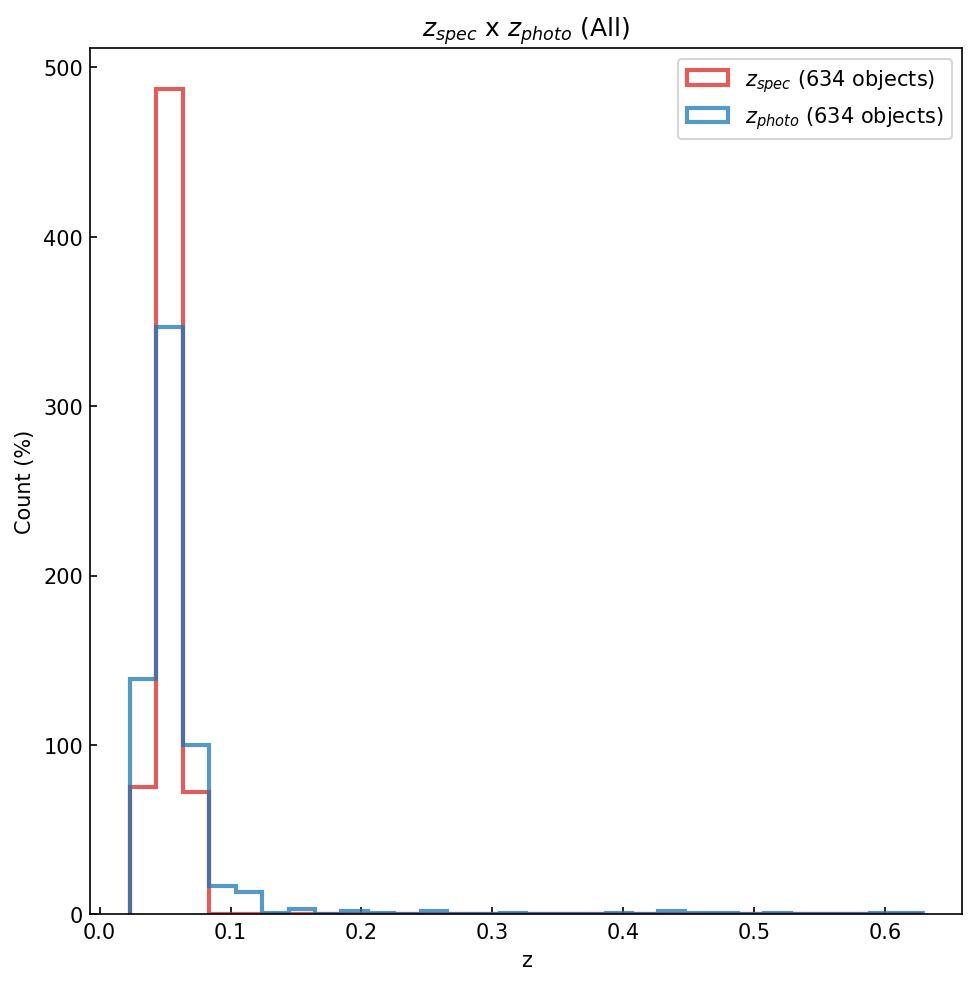 z_spec x z_photo (All)
z_spec (634 objects)
z_photo (634 objects)
Count (%)
500
400
300
200
100
0
0.0 0.1 0.2 0.3 0.4 0.5 0.6
z